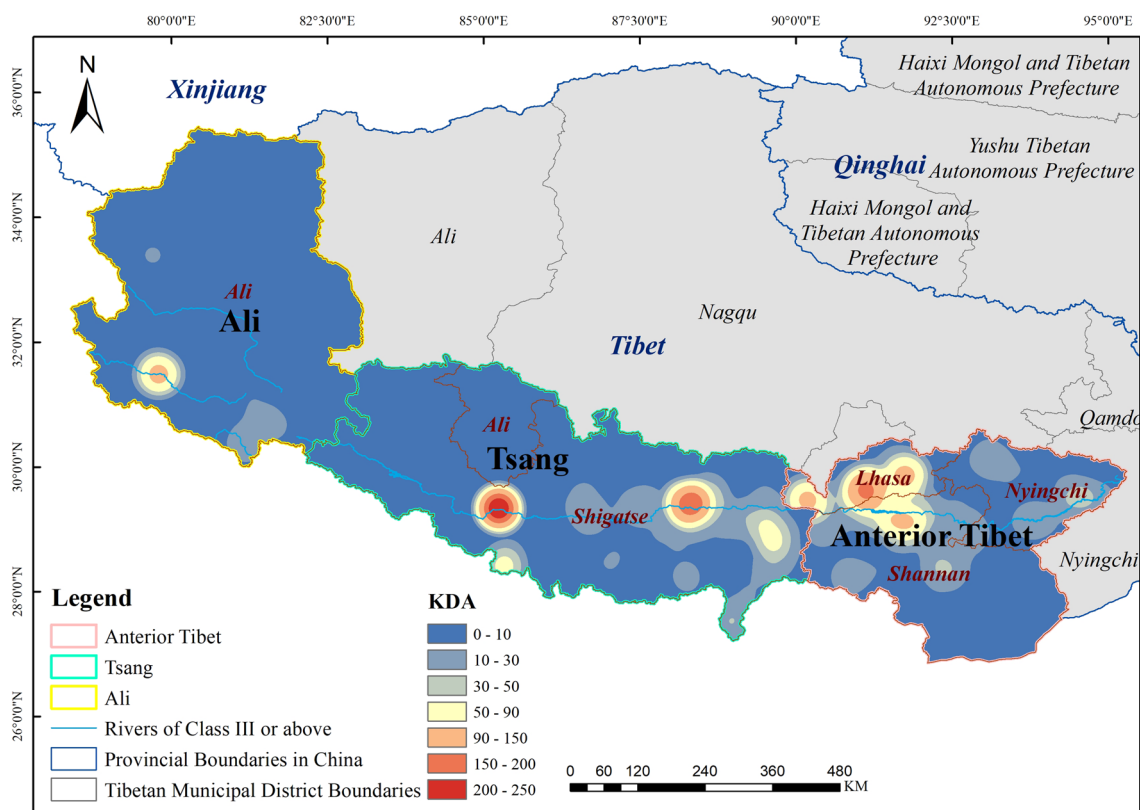 80°0'0"E 82°30'0"E 85°0'0"E 87°30'0"E 90°0'0"E 92°30'0"E 95°0'0"E
36°0'0"N
34°0'0"N
32°0'0"N
30°0'0"N
28°0'0"N
26°0'0"N
N
Xinjiang
Haixi Mongol and Tibetan
Autonomous Prefecture
Yushu Tibetan
Autonomous Prefecture
Qinghai
Haixi Mongol and
Tibetan Autonomous
Prefecture
Ali
Ali
Ali
Nagqu
Tibet
Qamdo
Ali
Tsang
Shigatse
Lhasa
Nyingchi
Anterior Tibet
Shannan
Nyingchi
Legend
Anterior Tibet
Tsang
Ali
Rivers of Class III or above
Provincial Boundaries in China
Tibetan Municipal District Boundaries
KDA
0 - 10
10 - 30
30 - 50
50 - 90
90 - 150
150 - 200
200 - 250
0 60 120 240 360 480
KM